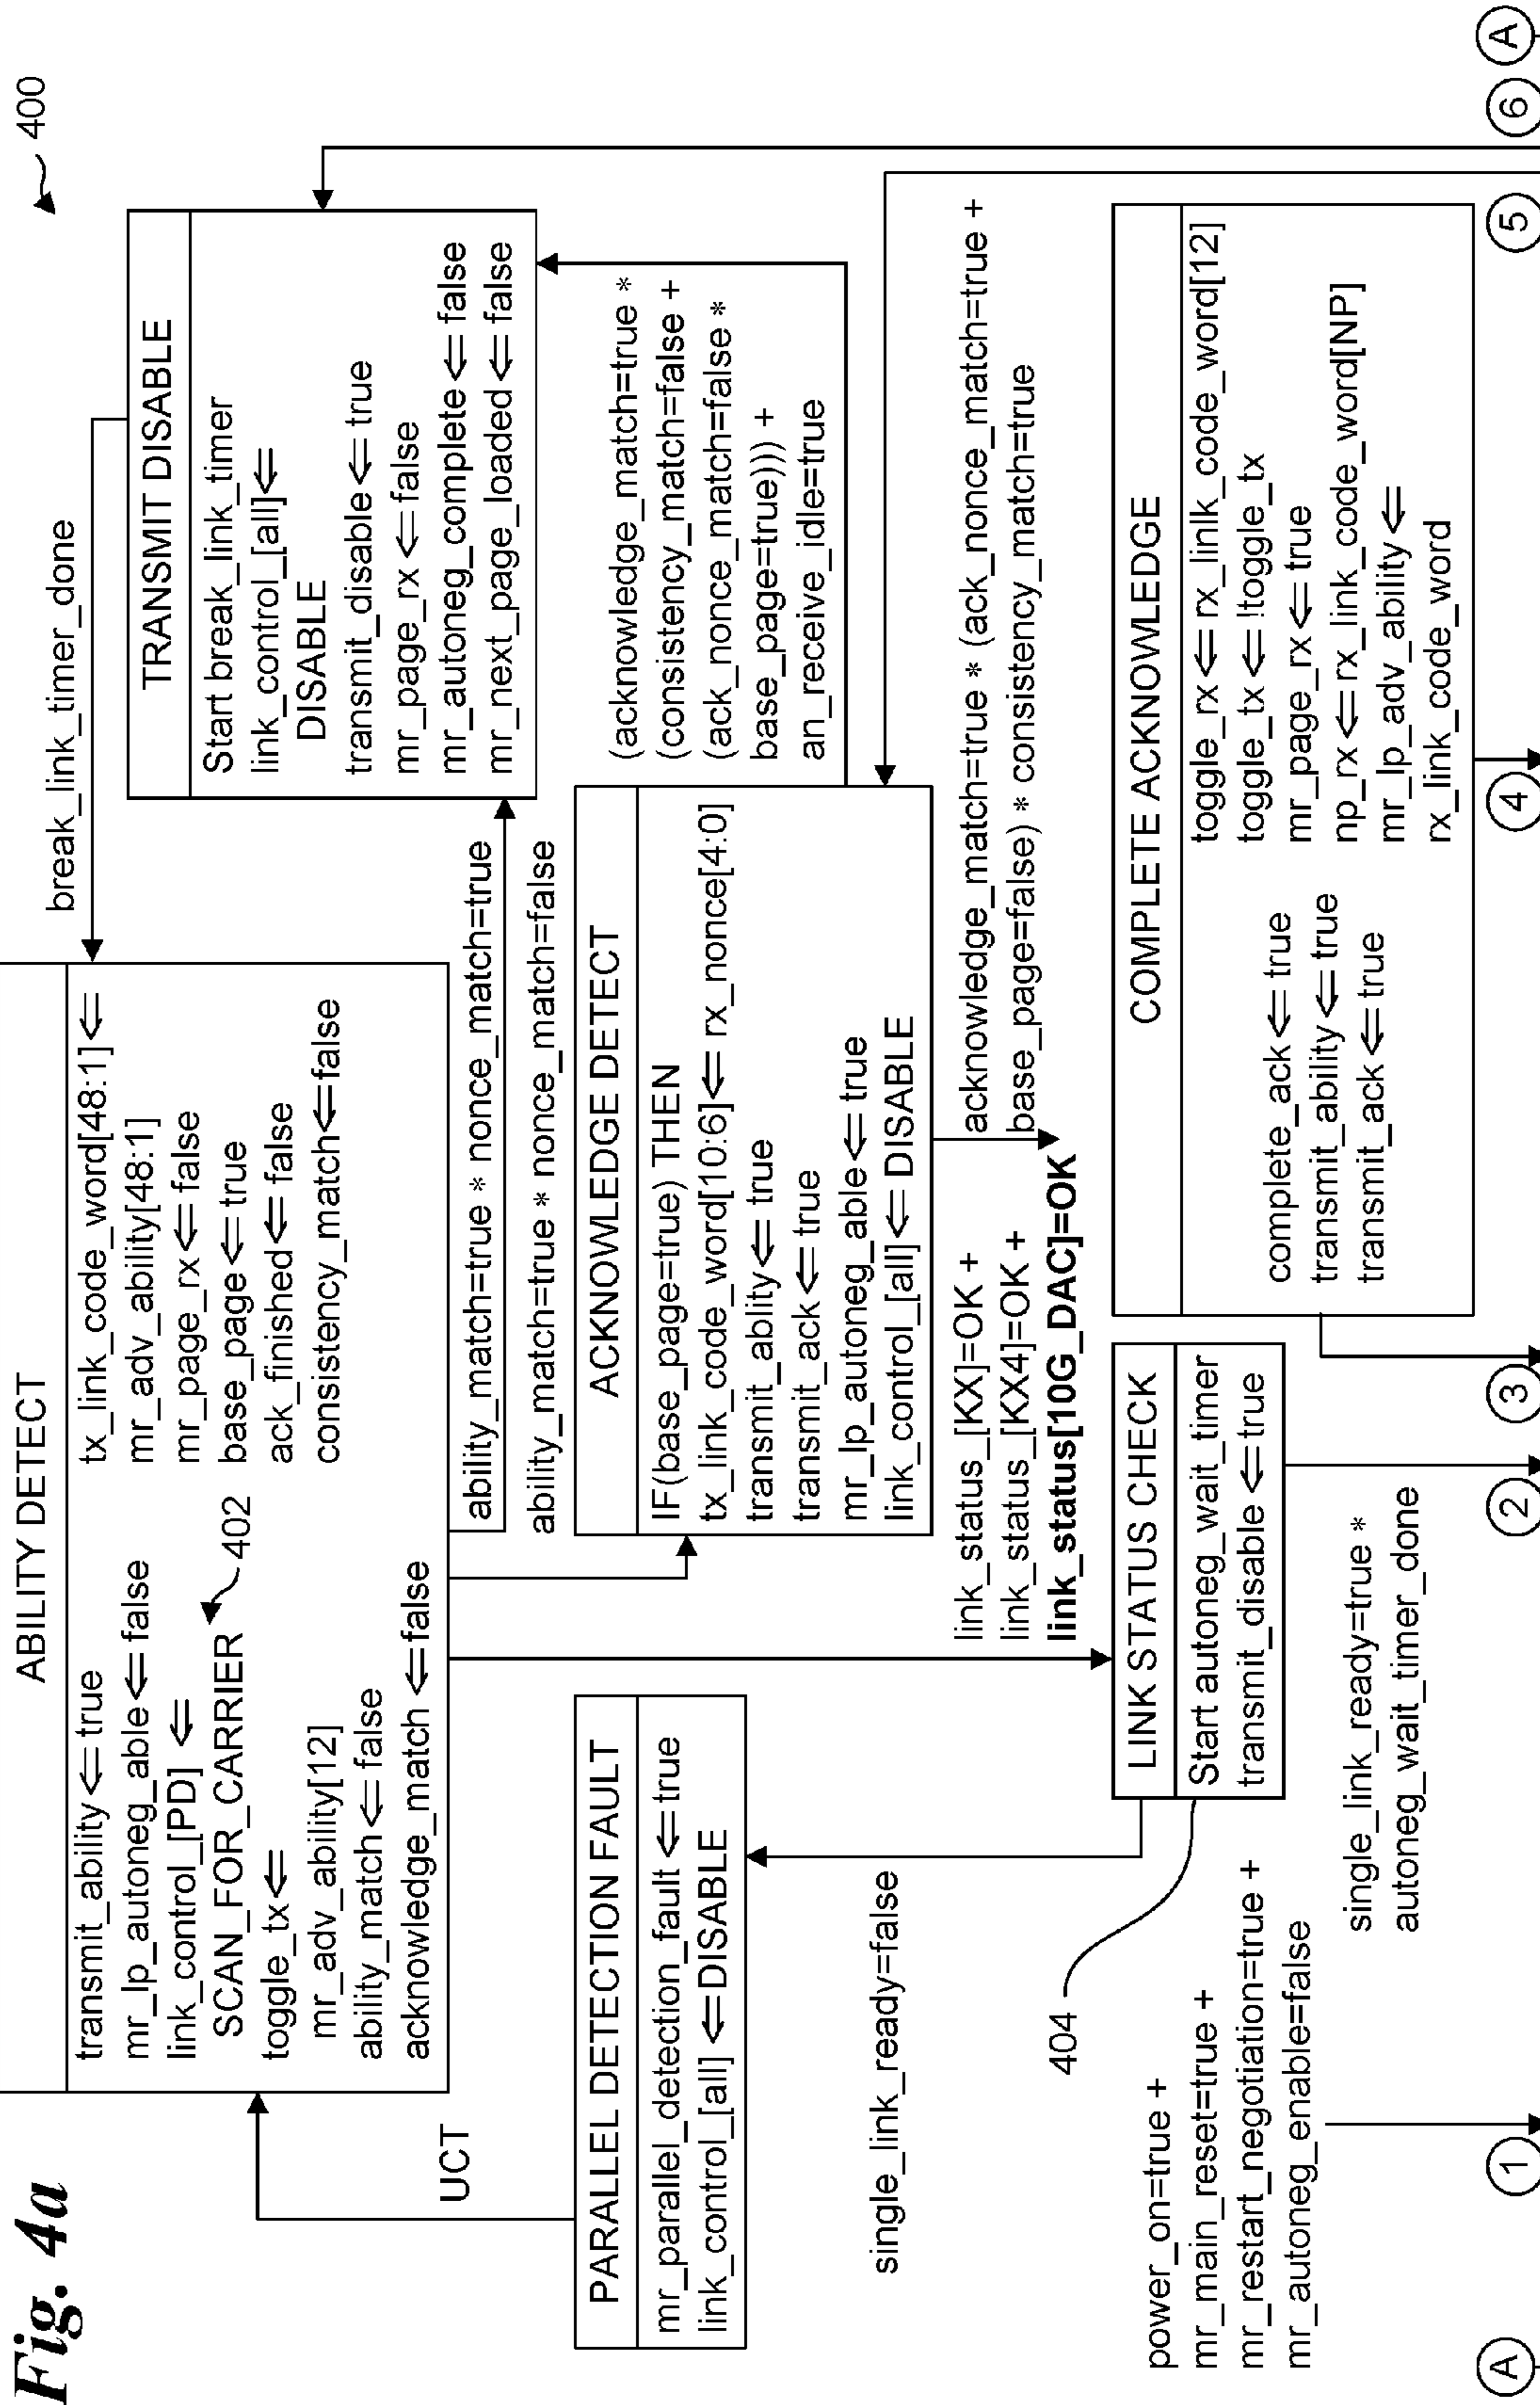 Fig. 4a
400
break_link_timer_done
ABILITY DETECT
transmit_ability⇐true
mr_lp_autoneg_able⇐false
link_control_[PD] ⇐
SCAN_FOR_CARRIER
402
toggle_tx⇐
mr_adv_ability[12]
ability_match⇐false
acknowledge_match ⇐false
tx_link_code_word[48:1]⇐
mr_adv_ability[48:1]
mr_page_rx⇐false
base_page⇐true
ack_finished⇐false
consistency_match⇐false
TRANSMIT DISABLE
Start break_link_timer
link_control_[all]⇐
DISABLE
transmit_disable⇐true
mr_page_rx⇐false
mr_autoneg_complete⇐false
mr_next_page_loaded⇐false
UCT
ability_match=true * nonce_match=true
ability_match=true * nonce_match=false
PARALLEL DETECTION FAULT
mr_parallel_detection_fault⇐true
link_control_[all] ⇐DISABLE
ACKNOWLEDGE DETECT
IF(base_page=true) THEN
tx_link_code_word[10:6]⇐rx_nonce[4:0]
transmit_ablity⇐true
transmit_ack⇐true
mr_lp_autoneg_able⇐true
link_control_[all]⇐DISABLE
(acknowledge_match=true *
(consistency_match=false +
(ack_nonce_match=false *
base_page=true))) +
an_receive_idle=true
single_link_ready=false
link_status_[KX]=OK +
link_status_[KX4]=OK +
link_status[10G_DAC]=OK
acknowledge_match=true * (ack_nonce_match=true +
base_page=false) * consistency_match=true
404
LINK STATUS CHECK
Start autoneg_wait_timer
transmit_disable ⇐true
COMPLETE ACKNOWLEDGE
complete_ack⇐true
transmit_ability⇐true
transmit_ack⇐true
toggle_rx⇐rx_linlk_code_word[12]
toggle_tx⇐!toggle_tx
mr_page_rx⇐true
np_rx⇐rx_link_code_word[NP]
mr_lp_adv_ability⇐
rx_link_code_word
power_on=true +
mr_main_reset=true +
mr_restart_negotiation=true +
mr_autoneg_enable=false
single_link_ready=true *
autoneg_wait_timer_done
A
1
2
3
4
5
6
A